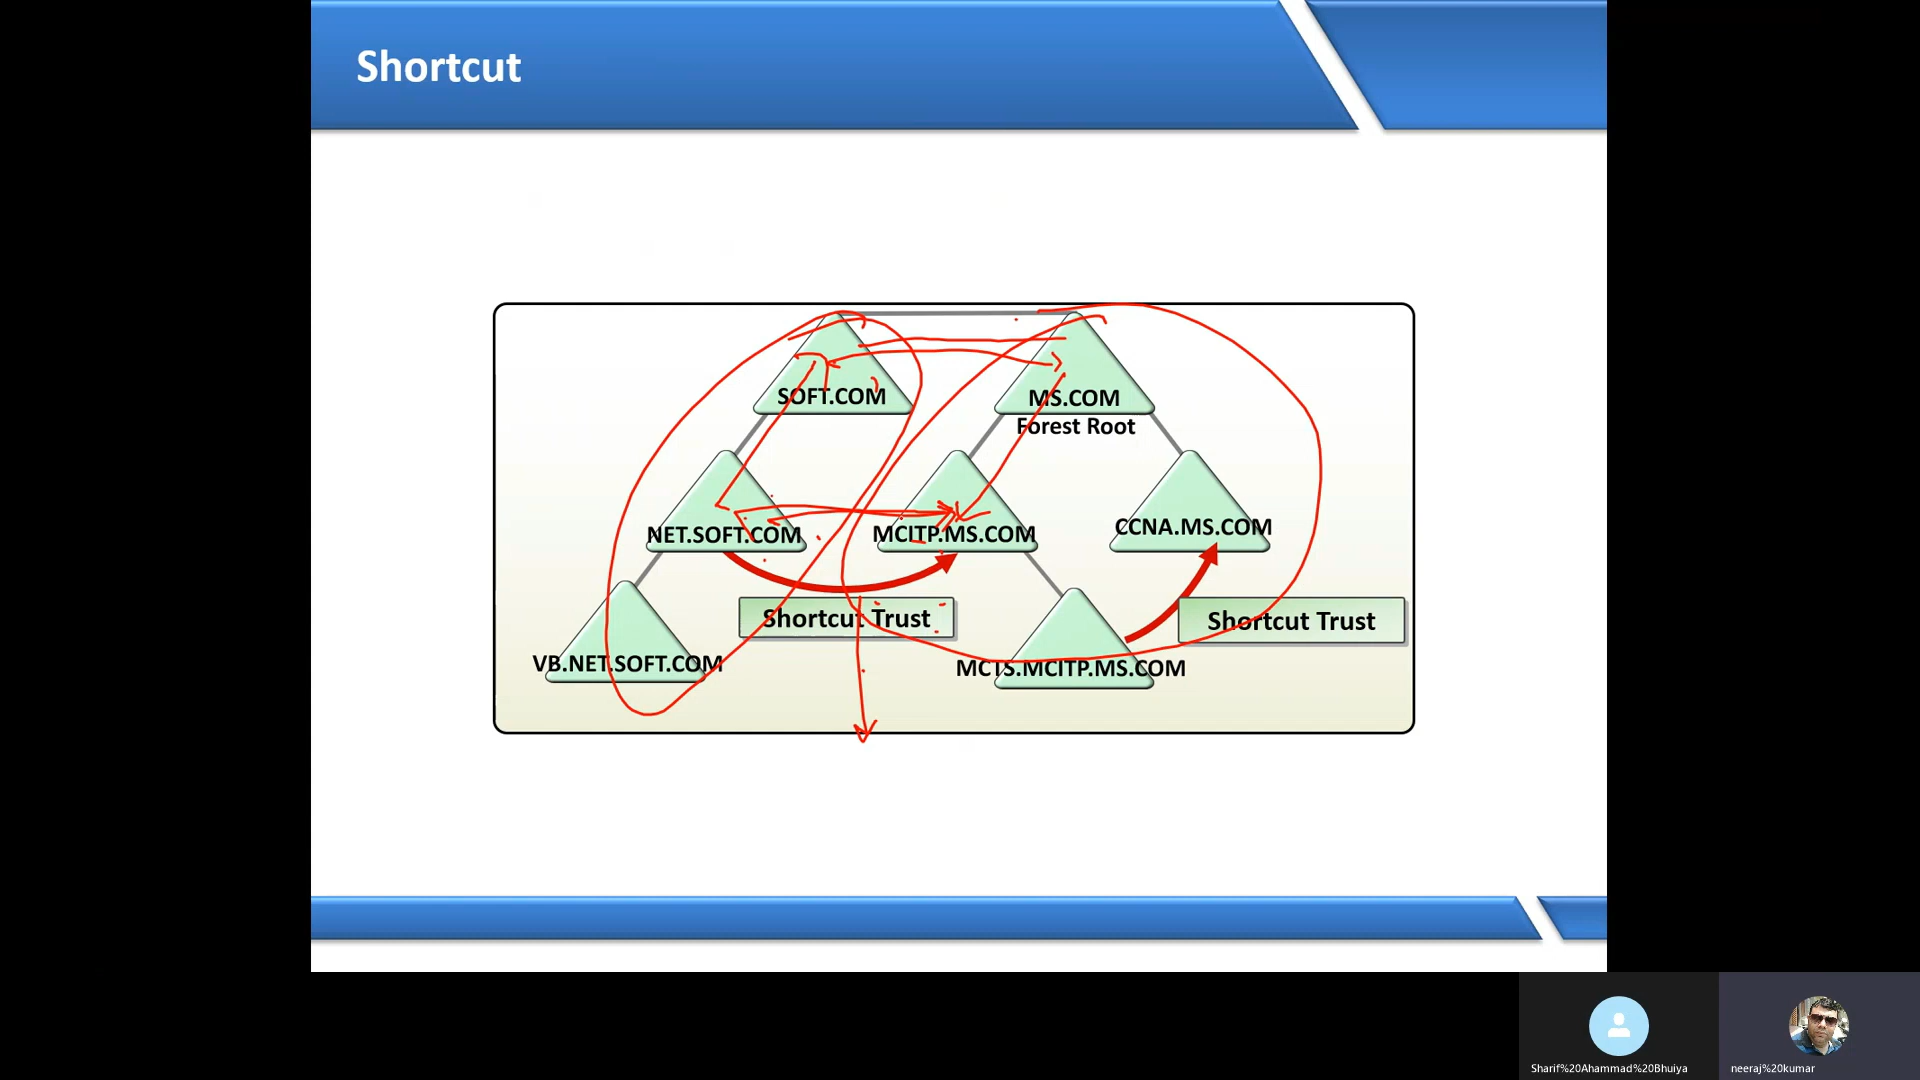 Shortcut
SOFT.COM
MS.COM
Forest Root
NET.SOFT.COM
MCITP.MS.COM
CCNA.MS.COM
Shortcut Trust
Shortcut Trust
VB.NET.SOFT.COM
MCTS.MCITP.MS.COM
Sharif%20Ahammad%20Bhuiya
neeraj%20kumar